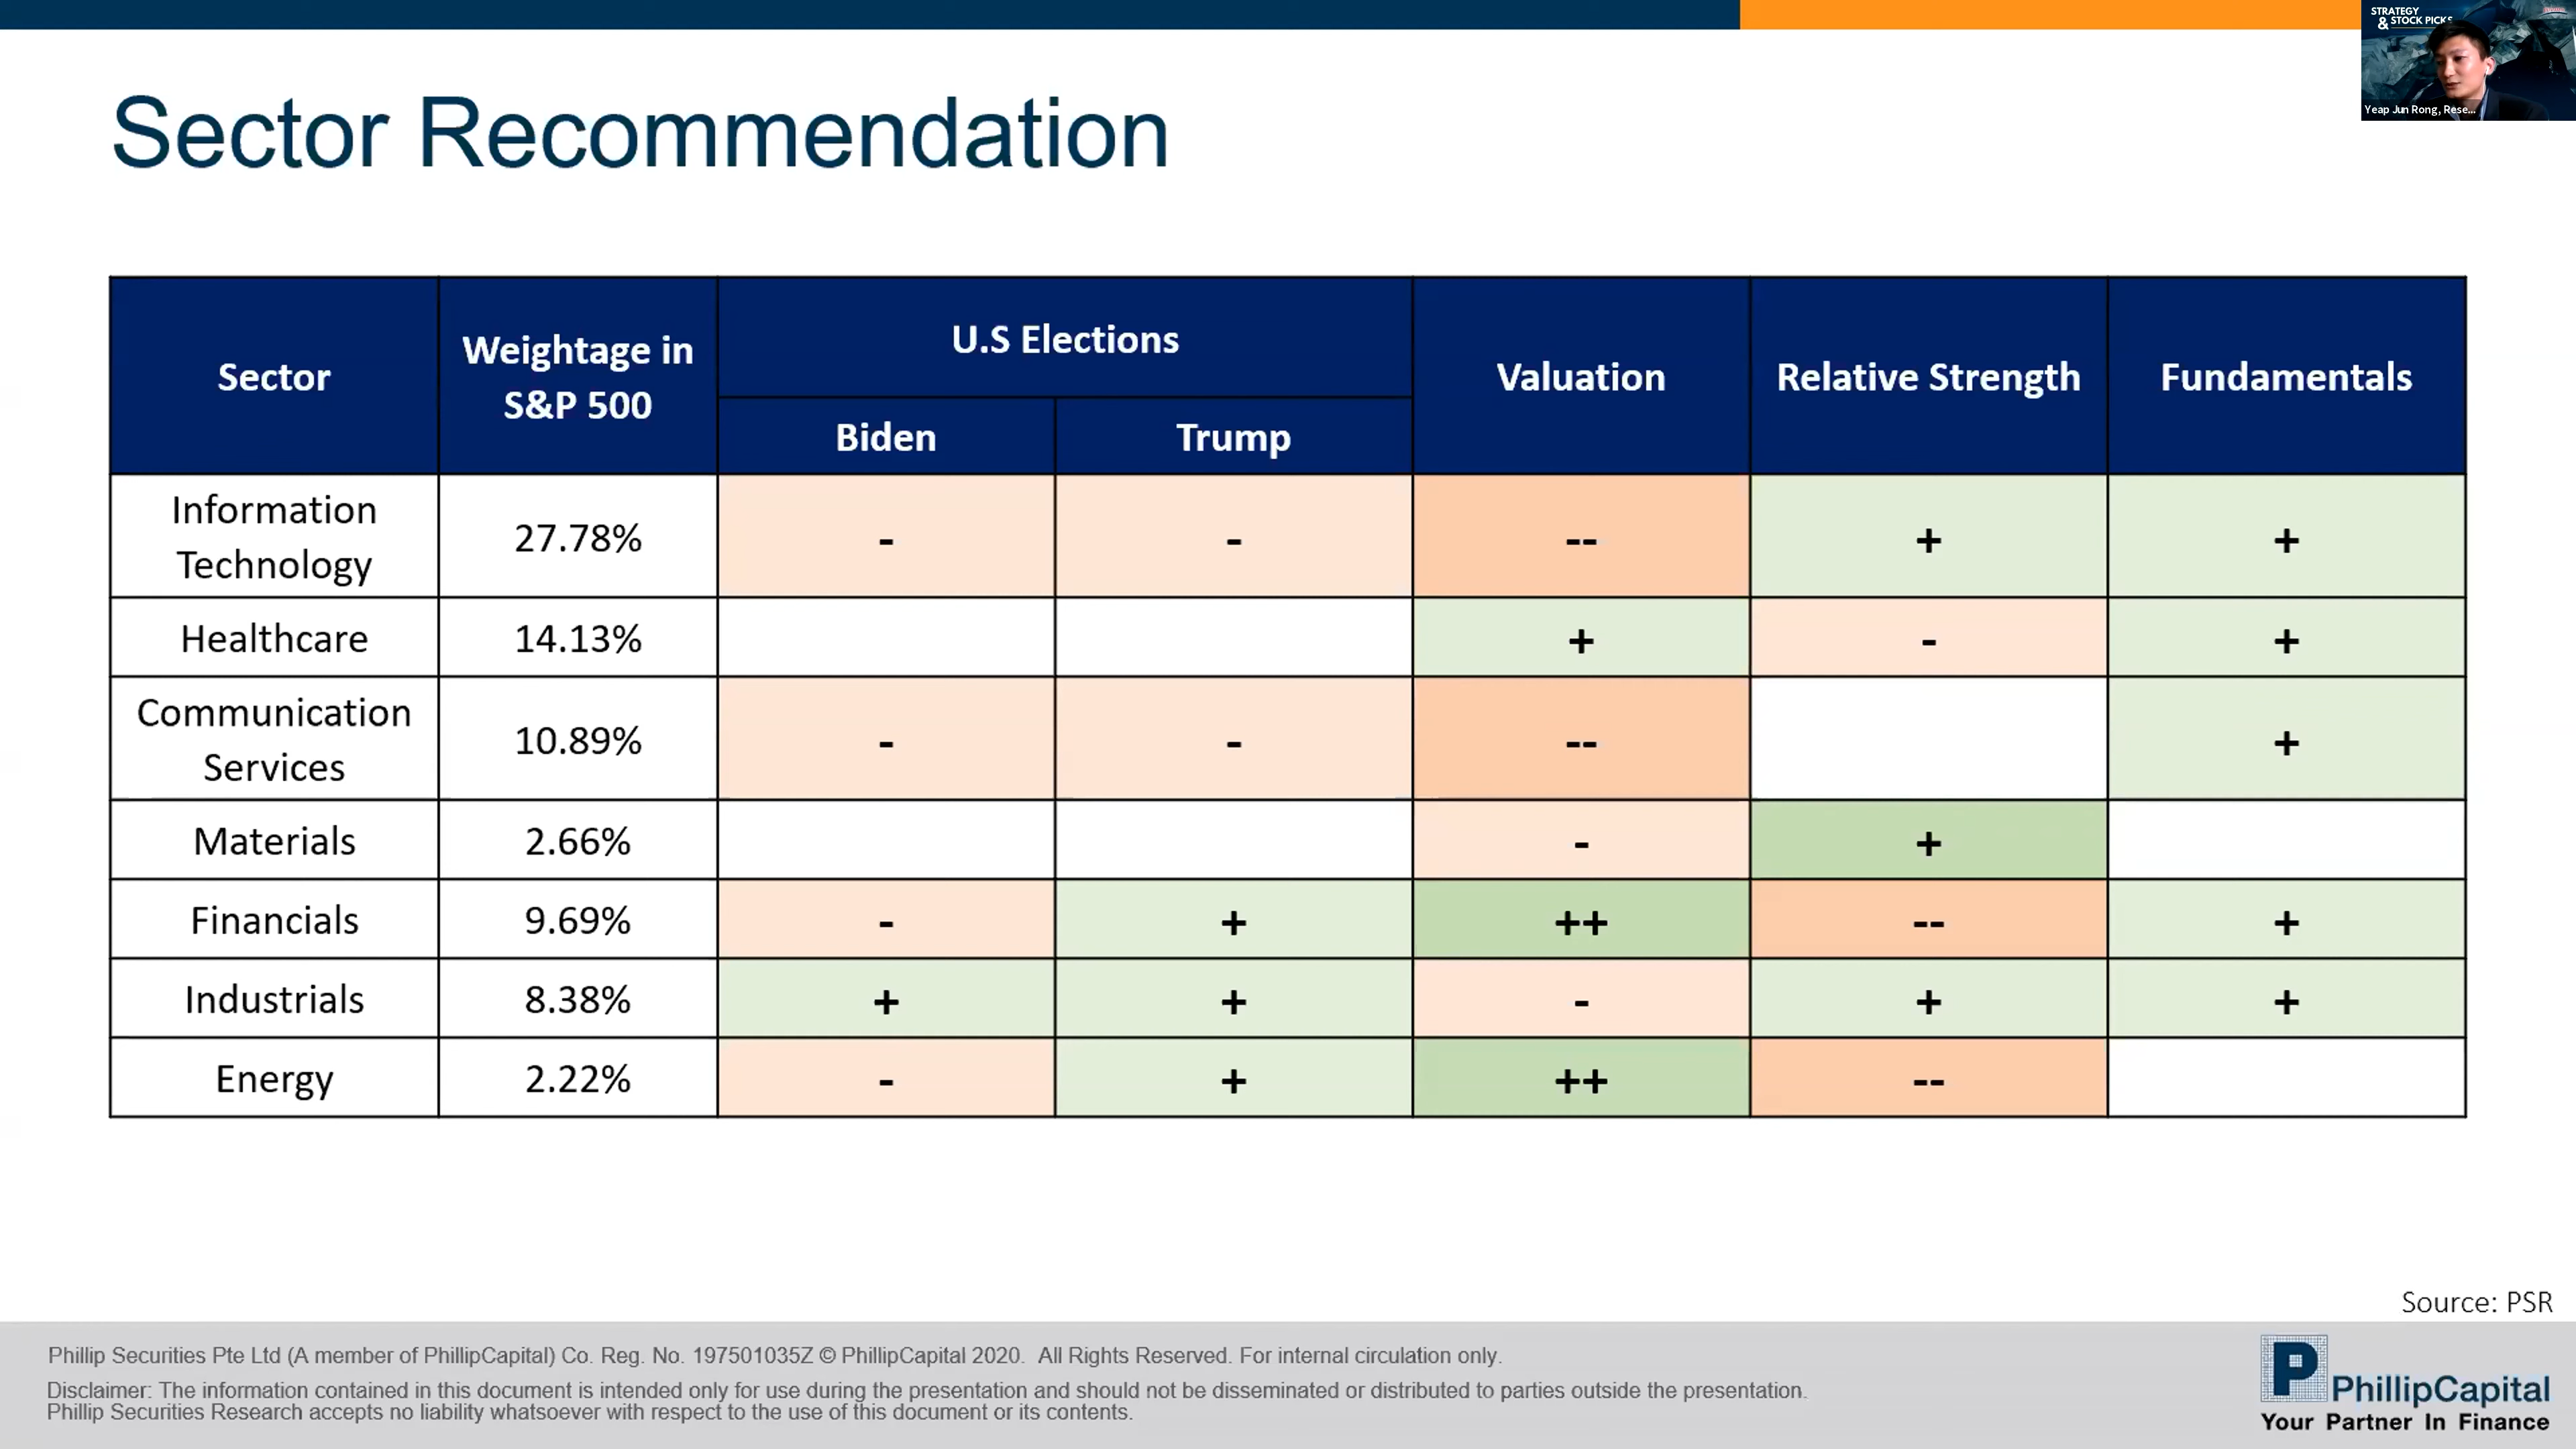 STRATEGY
& STOCK PICKS
Yeap Jun Rong, Rese...
Sector Recommendation
Sector
Weightage in
S&P 500
U.S Elections
Biden
Trump
Valuation
Relative Strength
Fundamentals
Information
Technology
27.78%
-
-
--
+
+
Healthcare
14.13%
+
-
+
Communication
Services
10.89%
-
-
--
+
Materials
2.66%
-
+
Financials
9.69%
-
+
++
--
+
Industrials
8.38%
+
+
-
+
+
Energy
2.22%
-
+
++
--
Source: PSR
Phillip Securities Pte Ltd (A member of PhillipCapital) Co. Reg. No. 197501035Z © PhillipCapital 2020. All Rights Reserved. For internal circulation only.
Disclaimer: The information contained in this document is intended only for use during the presentation and should not be disseminated or distributed to parties outside the presentation.
Phillip Securities Research accepts no liability whatsoever with respect to the use of this document or its contents.
P PhillipCapital
Your Partner In Finance